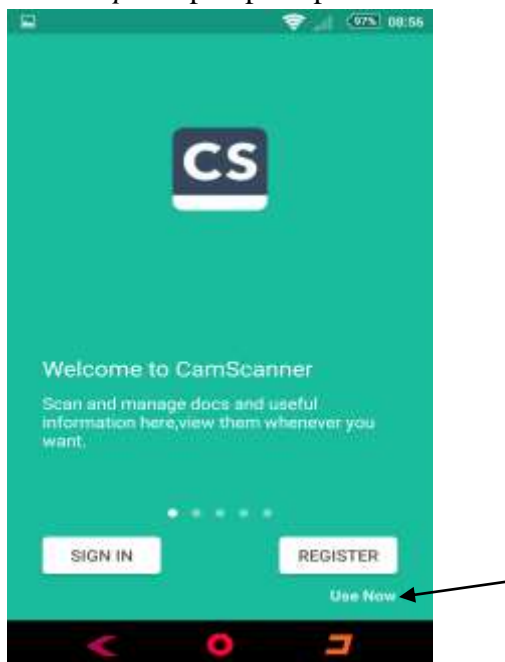 97% 08:56
CS
Welcome to CamScanner
Scan and manage docs and useful
information here,view them whenever you
want.
SIGN IN
REGISTER
Use Now